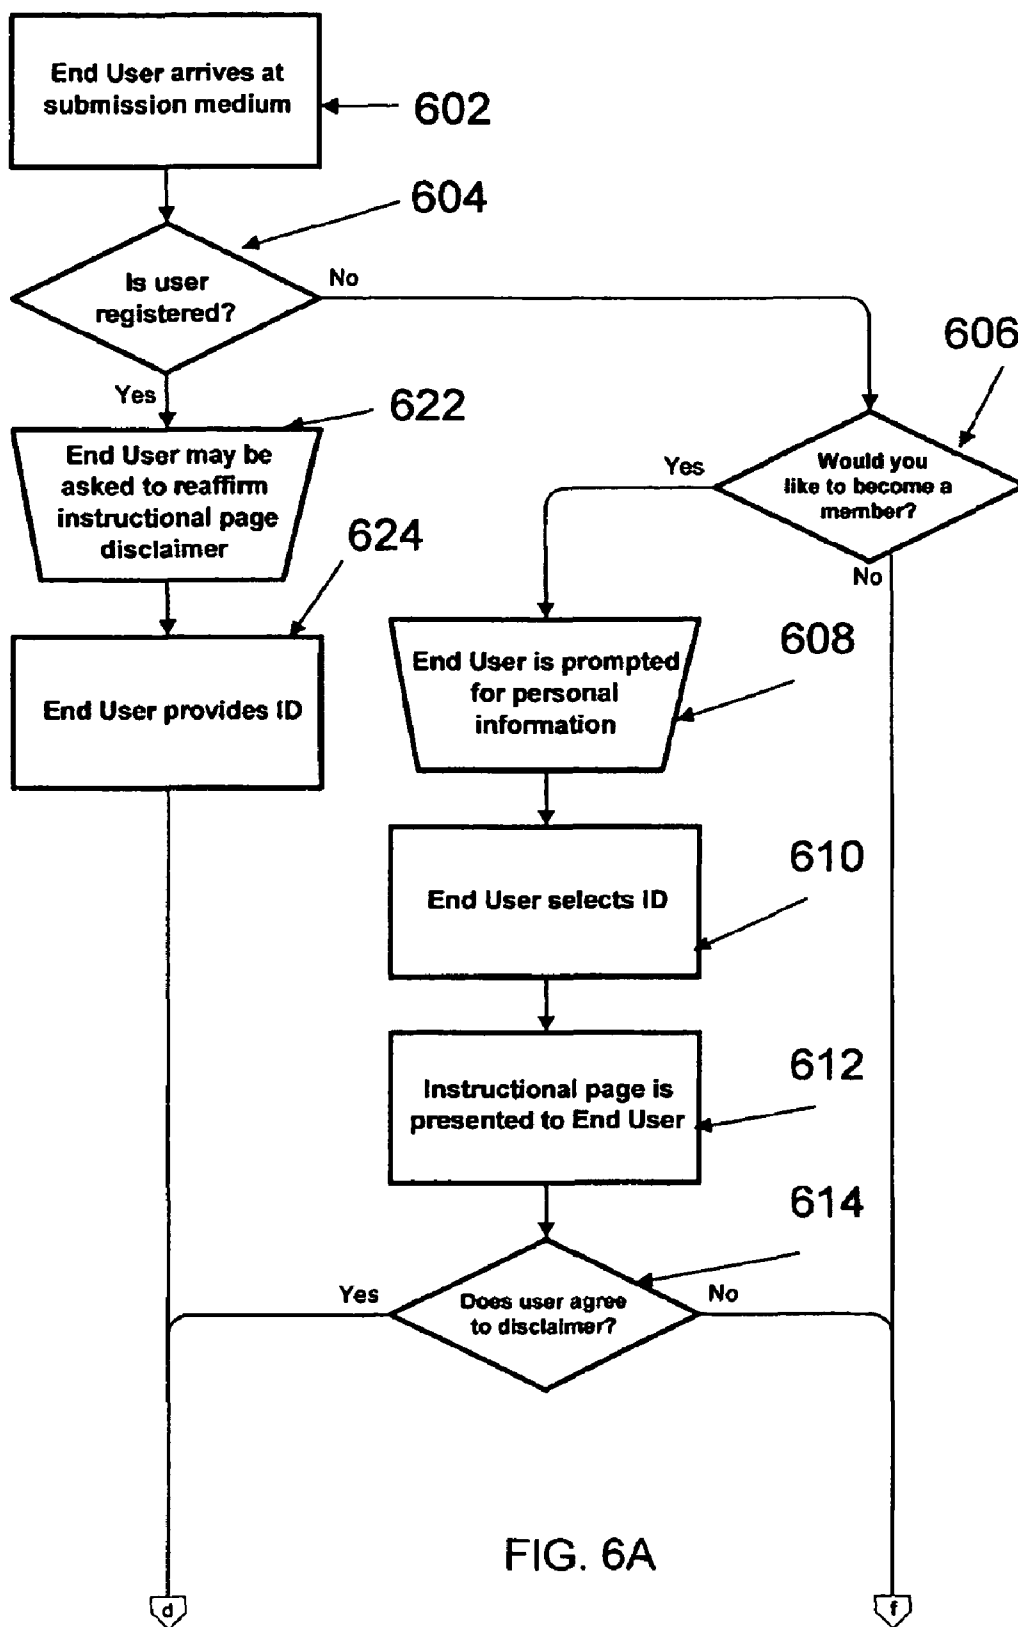 End User arrives at
submission medium
602
604
Is user
registered?
No
Yes
606
Would you
like to become a
member?
Yes
No
622
End User may be
asked to reaffirm
instructional page
disclaimer
624
End User provides ID
608
End User is prompted
for personal
information
610
End User selects ID
612
Instructional page is
presented to End User
614
Does user agree
to disclaimer?
Yes
No
FIG. 6A
d
f